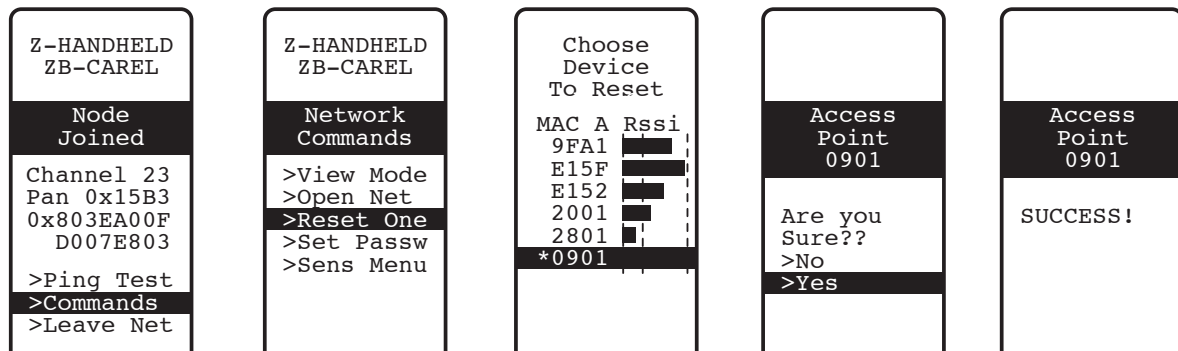 Z-HANDHELD
ZB-CAREL
Node
Joined
Channel 23
Pan 0x15B3
0x803EA00F
D007E803
>Ping Test
>Commands
>Leave Net
Z-HANDHELD
ZB-CAREL
Network
Commands
>View Mode
>Open Net
>Reset One
>Set Passw
>Sens Menu
Choose
Device
To Reset
MAC A Rssi
9FA1
E15F
E152
2001
2801
*0901
Access
Point
0901
Are you
Sure??
>No
>Yes
Access
Point
0901
SUCCESS!